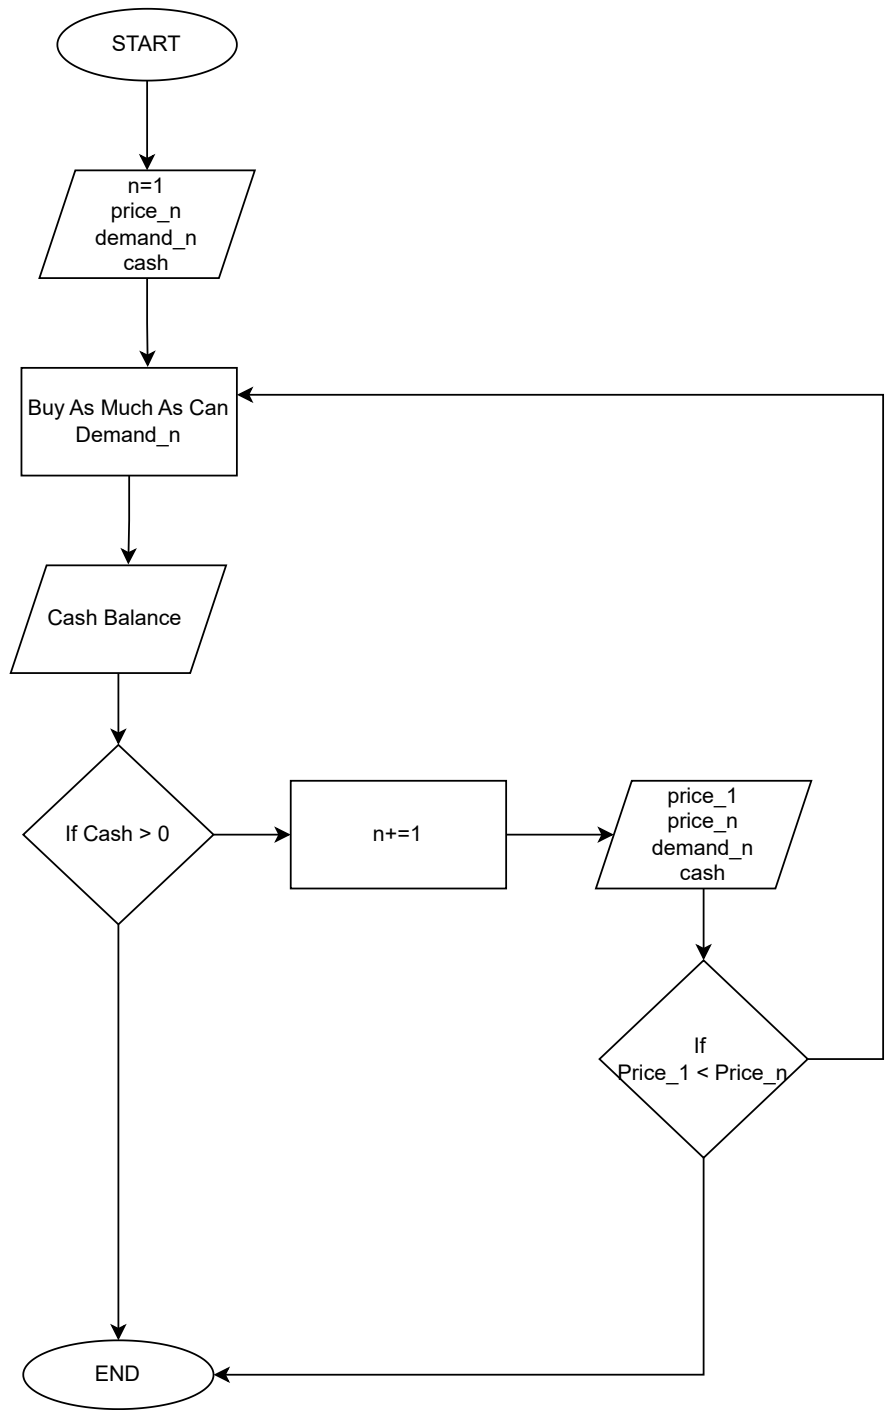 START
n=1
price_n
demand_n
cash
Buy As Much As Can
Demand_n
Cash Balance
If Cash > 0
n+=1
price_1
price_n
demand_n
cash
If
Price_1 < Price_n
END